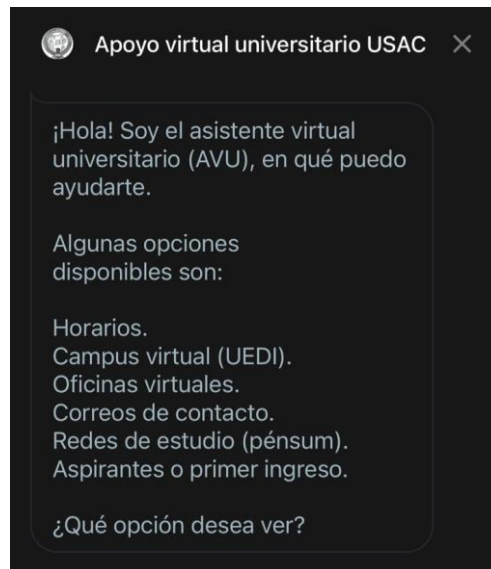 Apoyo virtual universitario USAC
¡Hola! Soy el asistente virtual
universitario (AVU), en qué puedo
ayudarte.
Algunas opciones
disponibles son:
Horarios.
Campus virtual (UEDI).
Oficinas virtuales.
Correos de contacto.
Redes de estudio (pénsum).
Aspirantes o primer ingreso.
¿Qué opción desea ver?